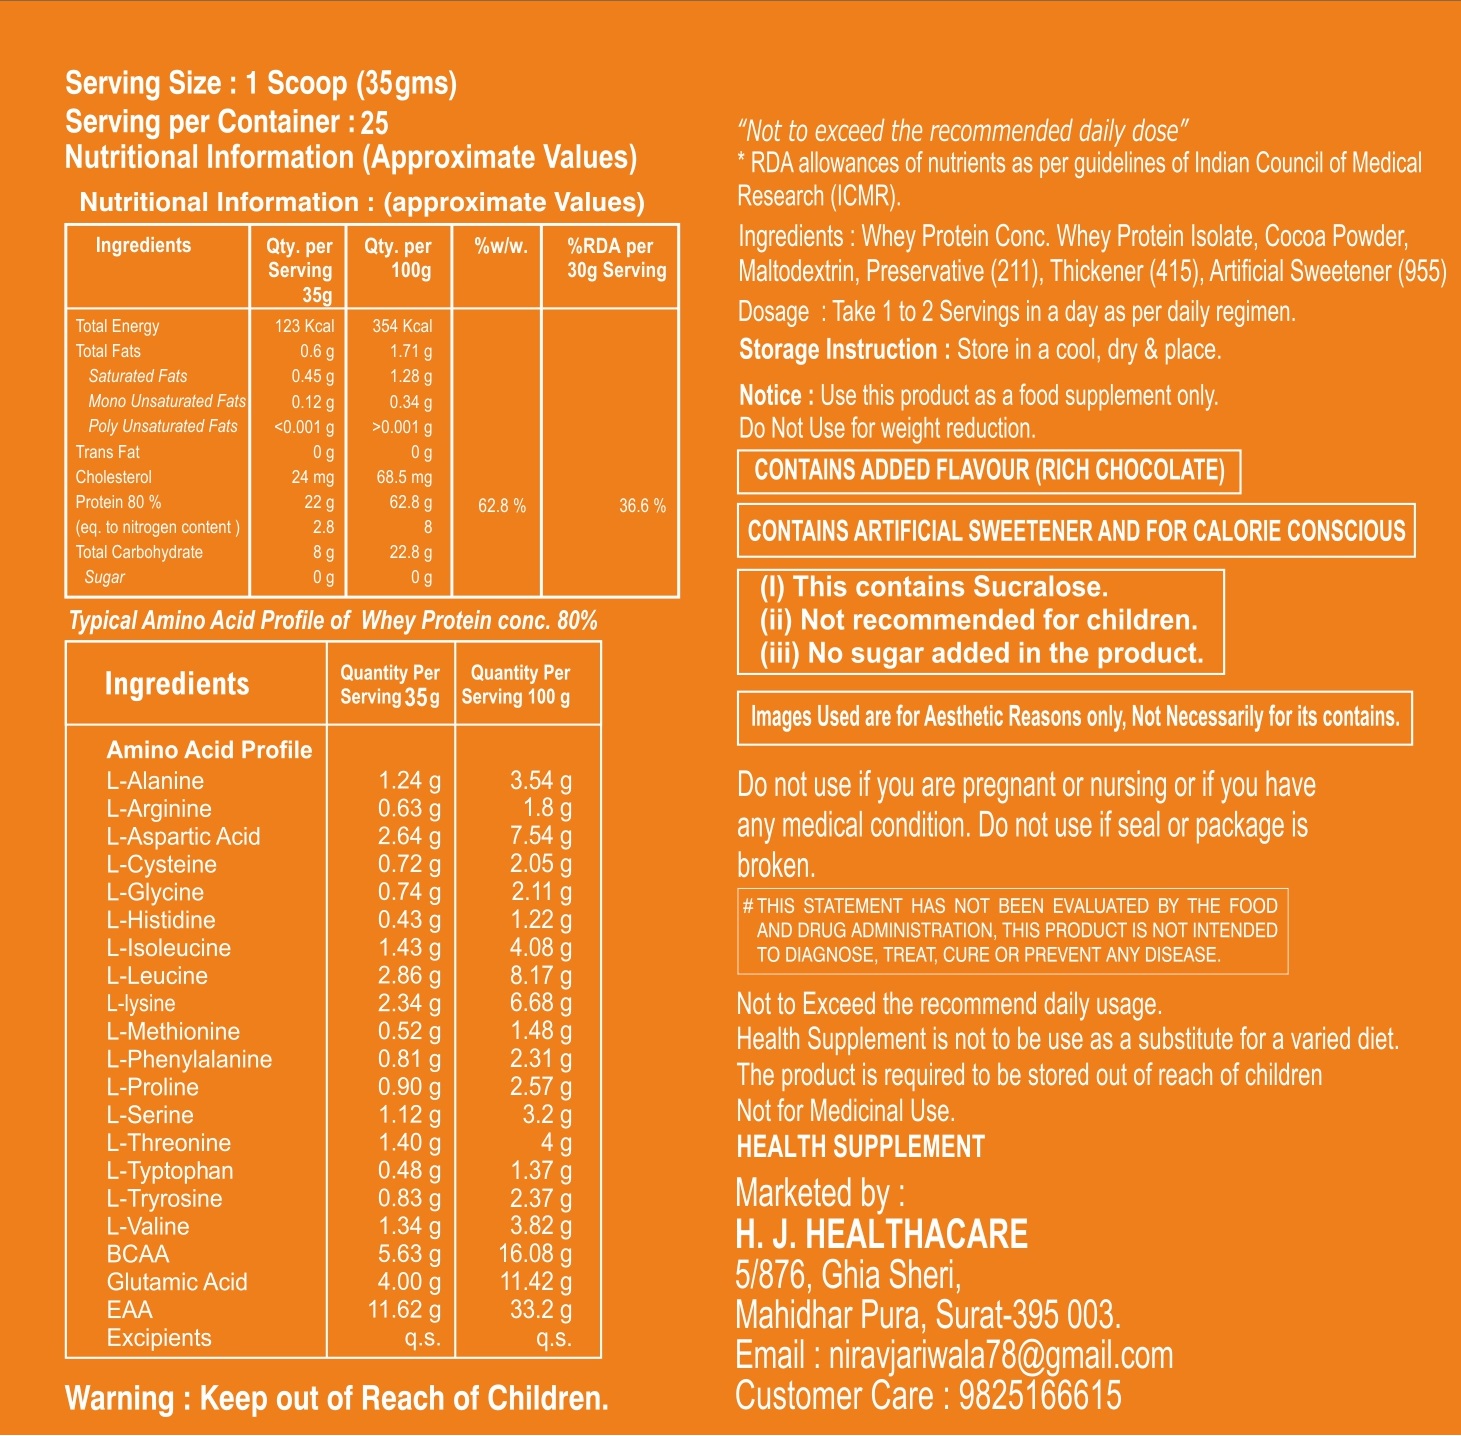 Serving Size : 1 Scoop (35gms)
Serving per Container : 25
Nutritional Information (Approximate Values)
Nutritional Information : (approximate Values)
Ingredients Qty. per Serving 35g Qty. per 100g %w/w. %RDA per 30g Serving
Total Energy 123 Kcal 354 Kcal
Total Fats 0.6 g 1.71 g
Saturated Fats 0.45 g 1.28 g
Mono Unsaturated Fats 0.12 g 0.34 g
Poly Unsaturated Fats <0.001 g >0.001 g
Trans Fat 0 g 0 g
Cholesterol 24 mg 68.5 mg
Protein 80 % 22 g 62.8 g 62.8 % 36.6 %
(eq. to nitrogen content ) 2.8 8
Total Carbohydrate 8 g 22.8 g
Sugar 0 g 0 g
Typical Amino Acid Profile of Whey Protein conc. 80%
Ingredients Quantity Per Serving 35g Quantity Per Serving 100 g
Amino Acid Profile
L-Alanine 1.24 g 3.54 g
L-Arginine 0.63 g 1.8 g
L-Aspartic Acid 2.64 g 7.54 g
L-Cysteine 0.72 g 2.05 g
L-Glycine 0.74 g 2.11 g
L-Histidine 0.43 g 1.22 g
L-Isoleucine 1.43 g 4.08 g
L-Leucine 2.86 g 8.17 g
L-lysine 2.34 g 6.68 g
L-Methionine 0.52 g 1.48 g
L-Phenylalanine 0.81 g 2.31 g
L-Proline 0.90 g 2.57 g
L-Serine 1.12 g 3.2 g
L-Threonine 1.40 g 4 g
L-Typtophan 0.48 g 1.37 g
L-Tryrosine 0.83 g 2.37 g
L-Valine 1.34 g 3.82 g
BCAA 5.63 g 16.08 g
Glutamic Acid 4.00 g 11.42 g
EAA 11.62 g 33.2 g
Excipients q.s. q.s.
Warning : Keep out of Reach of Children.
“Not to exceed the recommended daily dose”
* RDA allowances of nutrients as per guidelines of Indian Council of Medical
Research (ICMR).
Ingredients : Whey Protein Conc. Whey Protein Isolate, Cocoa Powder,
Maltodextrin, Preservative (211), Thickener (415), Artificial Sweetener (955)
Dosage : Take 1 to 2 Servings in a day as per daily regimen.
Storage Instruction : Store in a cool, dry & place.
Notice : Use this product as a food supplement only.
Do Not Use for weight reduction.
CONTAINS ADDED FLAVOUR (RICH CHOCOLATE)
CONTAINS ARTIFICIAL SWEETENER AND FOR CALORIE CONSCIOUS
(I) This contains Sucralose.
(ii) Not recommended for children.
(iii) No sugar added in the product.
Images Used are for Aesthetic Reasons only, Not Necessarily for its contains.
Do not use if you are pregnant or nursing or if you have
any medical condition. Do not use if seal or package is
broken.
# THIS STATEMENT HAS NOT BEEN EVALUATED BY THE FOOD
AND DRUG ADMINISTRATION, THIS PRODUCT IS NOT INTENDED
TO DIAGNOSE, TREAT, CURE OR PREVENT ANY DISEASE.
Not to Exceed the recommend daily usage.
Health Supplement is not to be use as a substitute for a varied diet.
The product is required to be stored out of reach of children
Not for Medicinal Use.
HEALTH SUPPLEMENT
Marketed by :
H. J. HEALTHACARE
5/876, Ghia Sheri,
Mahidhar Pura, Surat-395 003.
Email : niravjariwala78@gmail.com
Customer Care : 9825166615